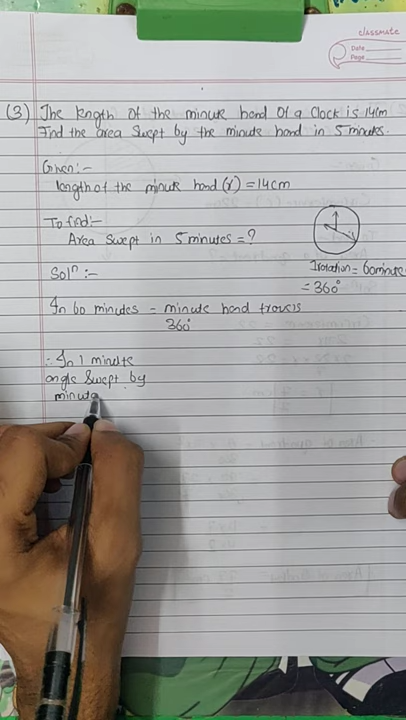 classmate
Date
Page
(3) The length of the minute hand of a clock is 14cm
Find the area swept by the minute hand in 5 minutes.
Given:-
length of the minute hand (r) = 14cm
To find:-
Area swept in 5 minutes = ?
Solⁿ :-
1 rotation = 60 minute
= 360°
In 60 minutes = minute hand travels
360°
∴ In 1 minute
angle swept by
minute